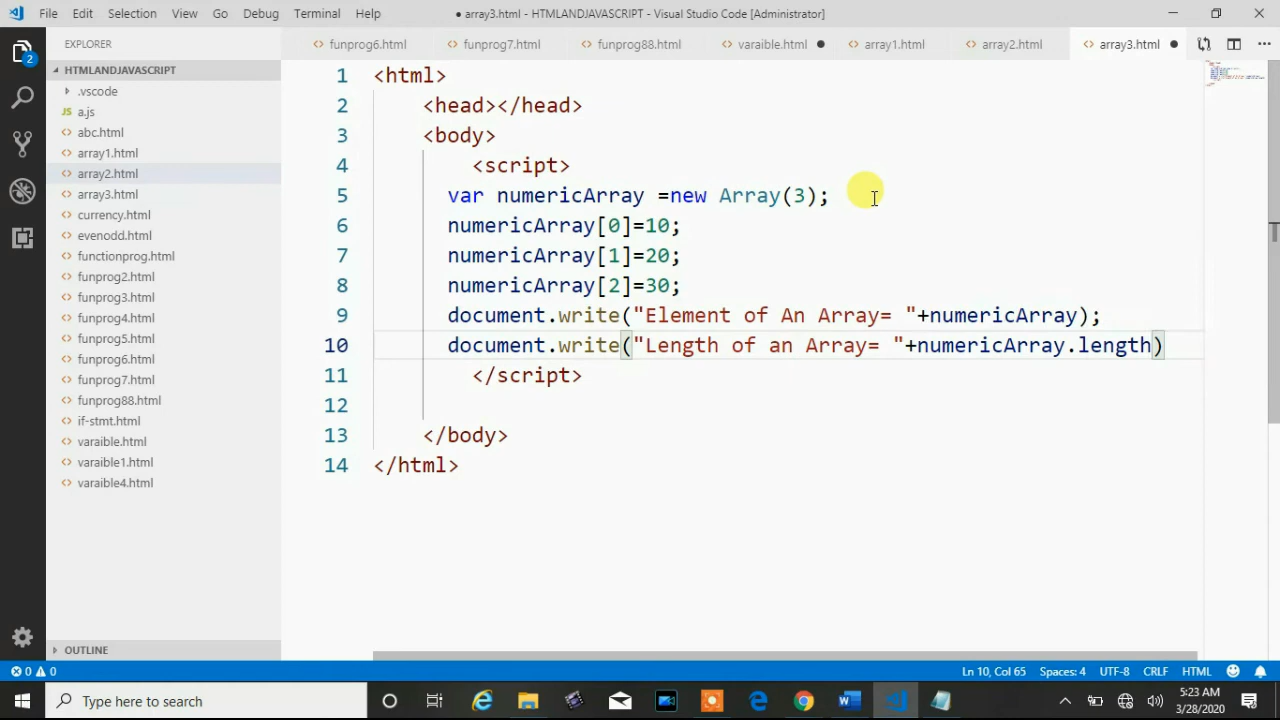 File Edit Selection View Go Debug Terminal Help
● array3.html - HTMLANDJAVASCRIPT - Visual Studio Code [Administrator]
EXPLORER
funprog6.html funprog7.html funprog88.html varaible.html ● array1.html array2.html array3.html ●
2
HTMLANDJAVASCRIPT
.vscode
JS a.js
abc.html
array1.html
array2.html
array3.html
currency.html
evenodd.html
functionprog.html
funprog2.html
funprog3.html
funprog4.html
funprog5.html
funprog6.html
funprog7.html
funprog88.html
if-stmt.html
varaible.html
varaible1.html
varaible4.html
OUTLINE
1 <html>
2 <head></head>
3 <body>
4 <script>
5 var numericArray =new Array(3);
6 numericArray[0]=10;
7 numericArray[1]=20;
8 numericArray[2]=30;
9 document.write("Element of An Array= "+numericArray);
10 document.write("Length of an Array= "+numericArray.length)
11 </script>
12
13 </body>
14 </html>
0 0 Ln 10, Col 65 Spaces: 4 UTF-8 CRLF HTML
Type here to search
5:23 AM
3/28/2020